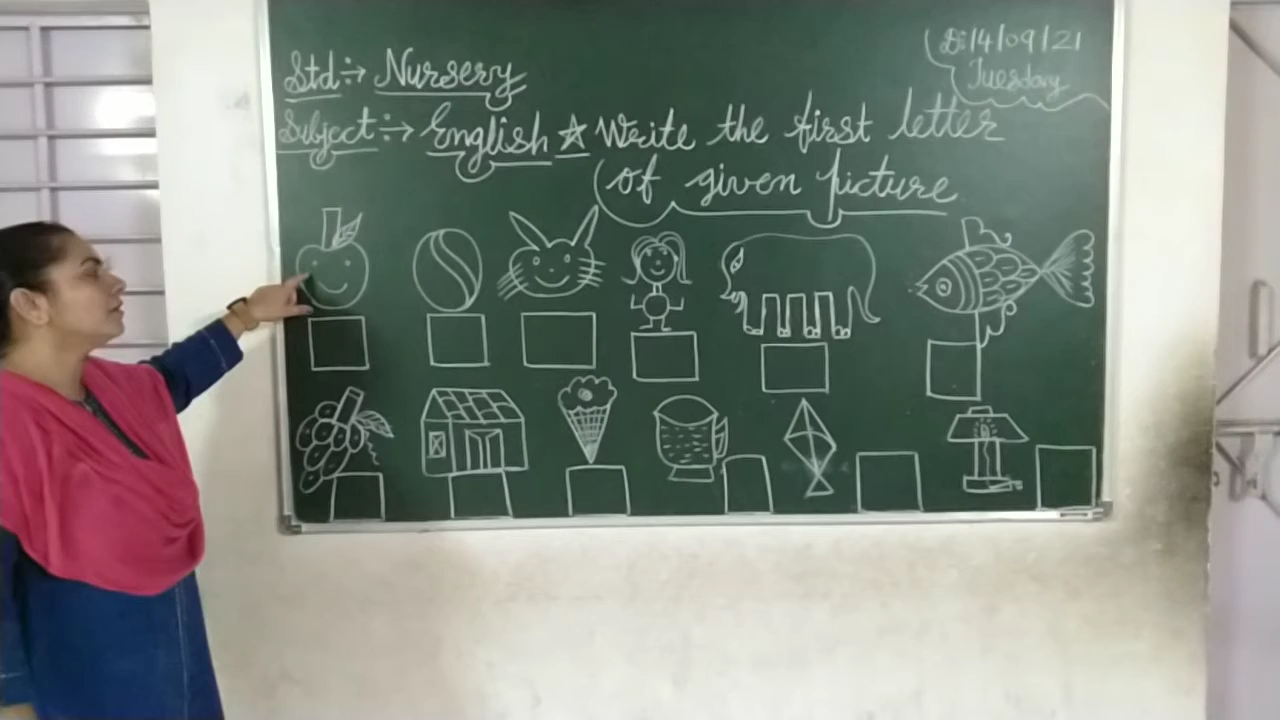 D:14/09/21
Tuesday
Std :→ Nursery
Subject :→ English ☆ Write the first letter
of given picture